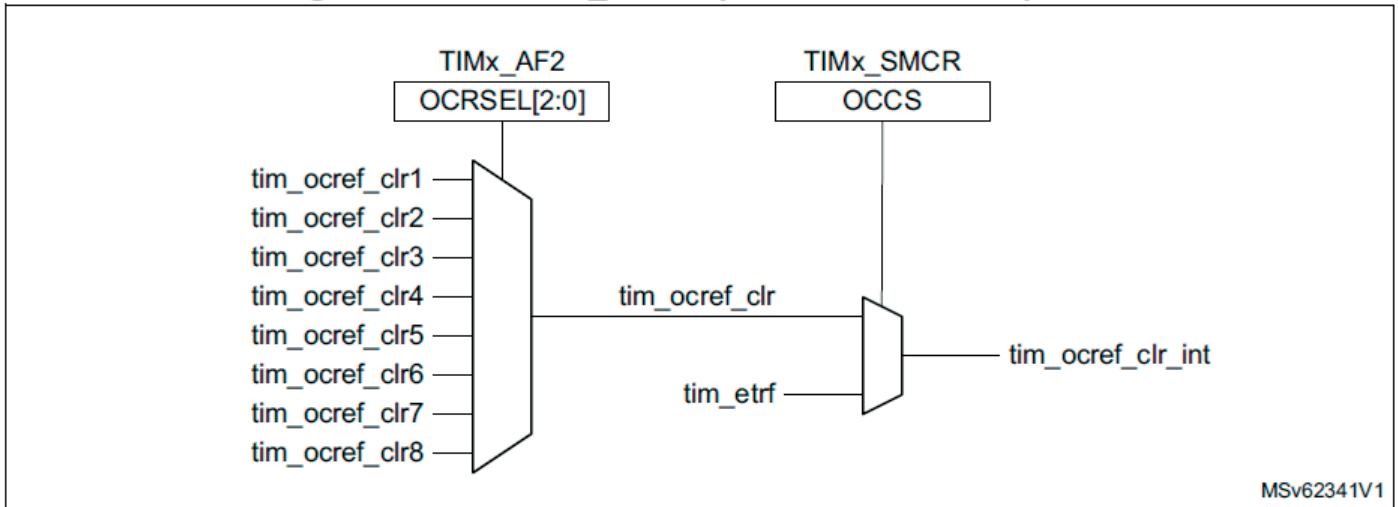 TIMx_AF2
TIMx_SMCR
OCRSEL[2:0]
OCCS
tim_ocref_clr1
tim_ocref_clr2
tim_ocref_clr3
tim_ocref_clr4
tim_ocref_clr5
tim_ocref_clr6
tim_ocref_clr7
tim_ocref_clr8
tim_ocref_clr
tim_etrf
tim_ocref_clr_int
MSv62341V1